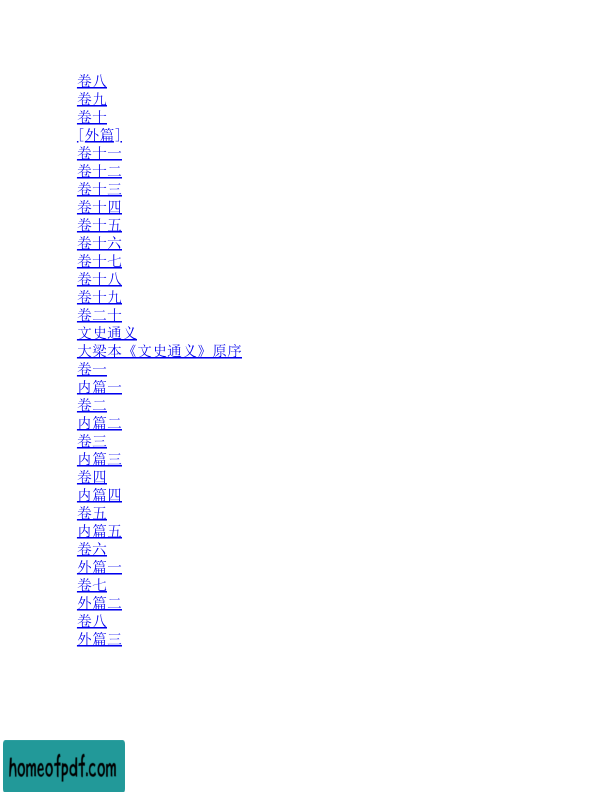 卷八
卷九
卷十
[外篇]
卷十一
卷十二
卷十三
卷十四
卷十五
卷十六
卷十七
卷十八
卷十九
卷二十
文史通义
大梁本《文史通义》原序
卷一
内篇一
卷二
内篇二
卷三
内篇三
卷四
内篇四
卷五
内篇五
卷六
外篇一
卷七
外篇二
卷八
外篇三
homeofpdf.com